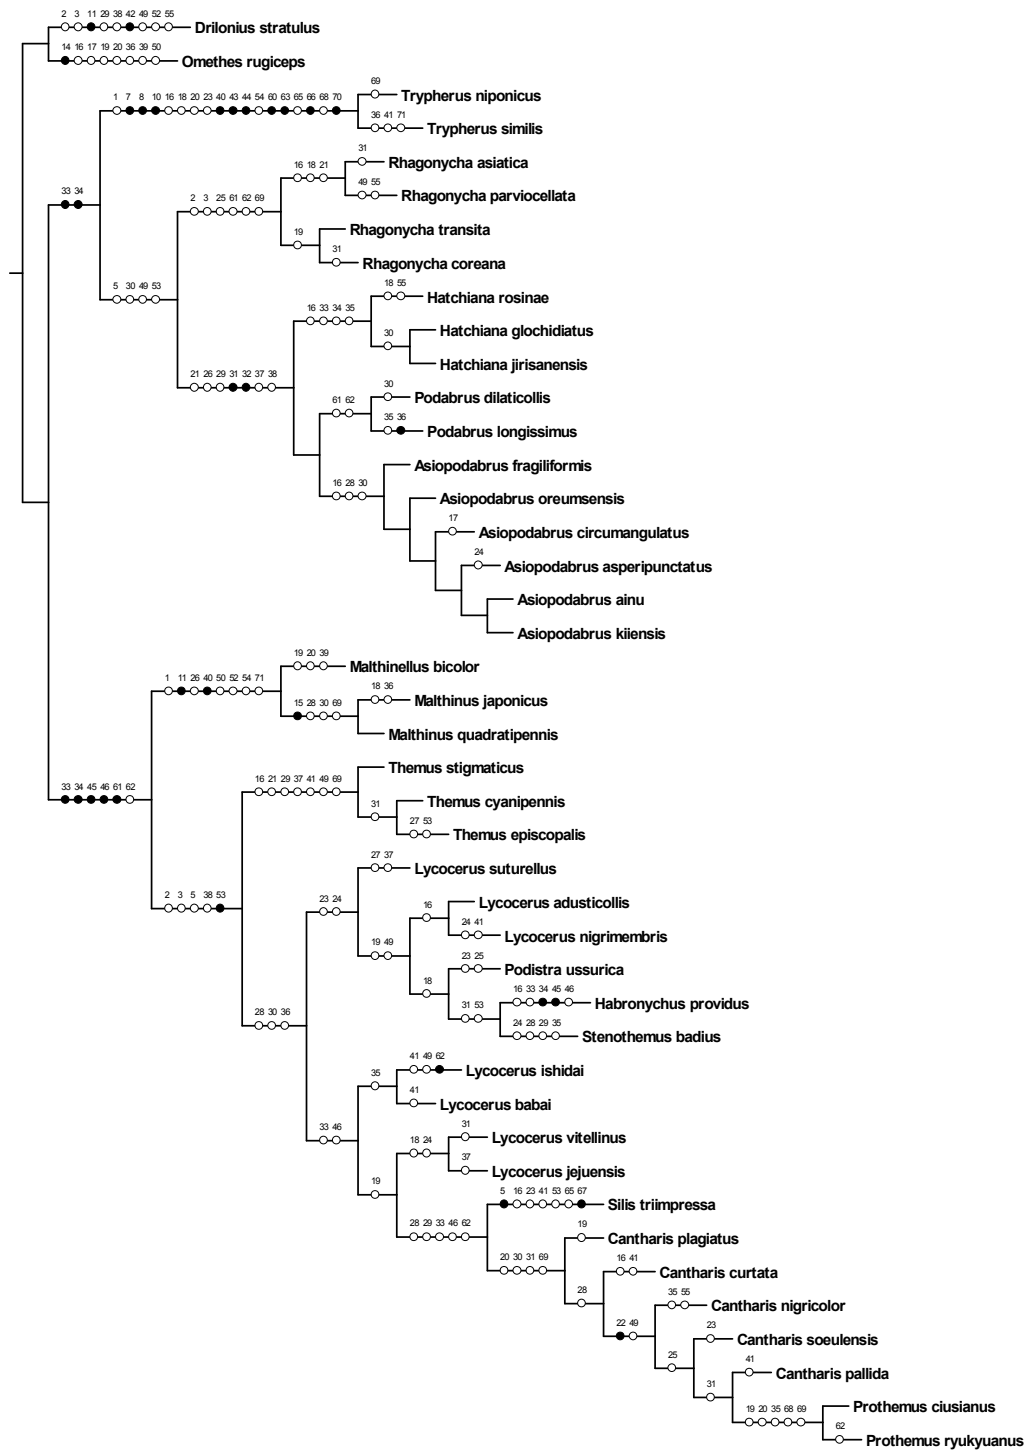 2 3 11 29 38 42 49 52 55
Drilonius stratulus
14 16 17 19 20 36 39 50
Omethes rugiceps
69
Trypherus niponicus
1 7 8 10 16 18 20 23 40 43 44 54 60 63 65 66 68 70
36 41 71
Trypherus similis
31
Rhagonycha asiatica
16 18 21
49 55
Rhagonycha parviocellata
33 34
2 3 25 61 62 69
19
Rhagonycha transita
31
Rhagonycha coreana
5 30 49 53
18 55
Hatchiana rosinae
16 33 34 35
30
Hatchiana glochidiatus
Hatchiana jirisanensis
21 26 29 31 32 37 38
30
Podabrus dilaticollis
61 62
35 36
Podabrus longissimus
Asiopodabrus fragiliformis
16 28 30
Asiopodabrus oreumsensis
17
Asiopodabrus circumangulatus
24
Asiopodabrus asperipunctatus
Asiopodabrus ainu
Asiopodabrus kiiensis
19 20 39
Malthinellus bicolor
1 11 26 40 50 52 54 71
18 36
Malthinus japonicus
15 28 30 69
Malthinus quadratipennis
Themus stigmaticus
16 21 29 37 41 49 69
33 34 45 46 61 62
31
Themus cyanipennis
27 53
Themus episcopalis
27 37
Lycocerus suturellus
2 3 5 38 53
23 24
16
Lycocerus adusticollis
24 41
Lycocerus nigrimembris
19 49
23 25
Podistra ussurica
18
16 33 34 45 46
Habronychus providus
31 53
28 30 36
24 28 29 35
Stenothemus badius
41 49 62
Lycocerus ishidai
35
41
Lycocerus babai
33 46
31
Lycocerus vitellinus
18 24
37
Lycocerus jejuensis
19
5 16 23 41 53 65 67
Silis triimpressa
28 29 33 46 62
19
Cantharis plagiatus
20 30 31 69
16 41
Cantharis curtata
28
35 55
Cantharis nigricolor
22 49
23
Cantharis soeulensis
25
41
Cantharis pallida
31
Prothemus ciusianus
19 20 35 68 69
62
Prothemus ryukyuanus